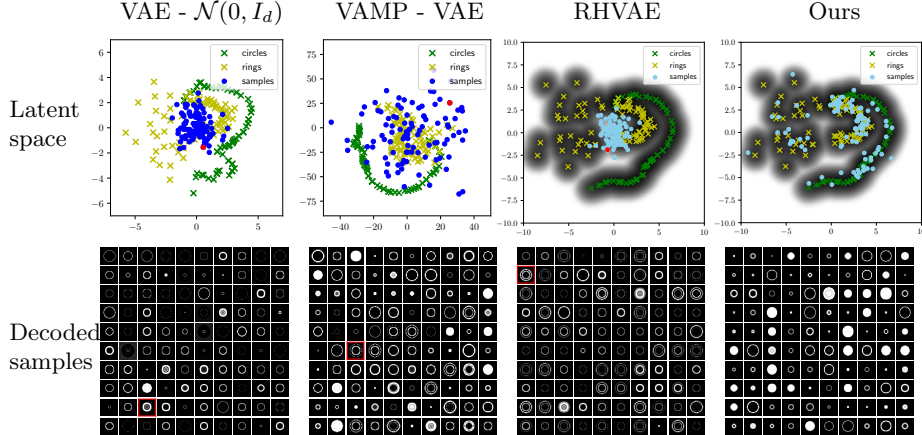 VAE - 𝒩(0, I_d) VAMP - VAE RHVAE Ours
Latent space
circles
rings
samples
6
4
2
0
−2
−4
−6
−5 0 5
circles
rings
samples
75
50
25
0
−25
−50
−75
−40 −20 0 20 40
circles
rings
samples
10.0
7.5
5.0
2.5
0.0
−2.5
−5.0
−7.5
−10.0
−10 −5 0 5 10
circles
rings
samples
10.0
7.5
5.0
2.5
0.0
−2.5
−5.0
−7.5
−10.0
−10 −5 0 5 10
Decoded
samples